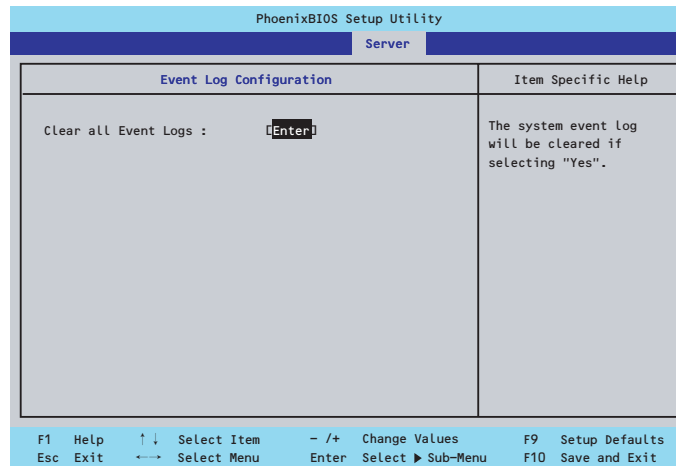 PhoenixBIOS Setup Utility
Server
Event Log Configuration
Item Specific Help
Clear all Event Logs : [Enter]
The system event log
will be cleared if
selecting "Yes".
F1 Help ↑↓ Select Item – /+ Change Values F9 Setup Defaults
Esc Exit ←→ Select Menu Enter Select ▶ Sub-Menu F10 Save and Exit